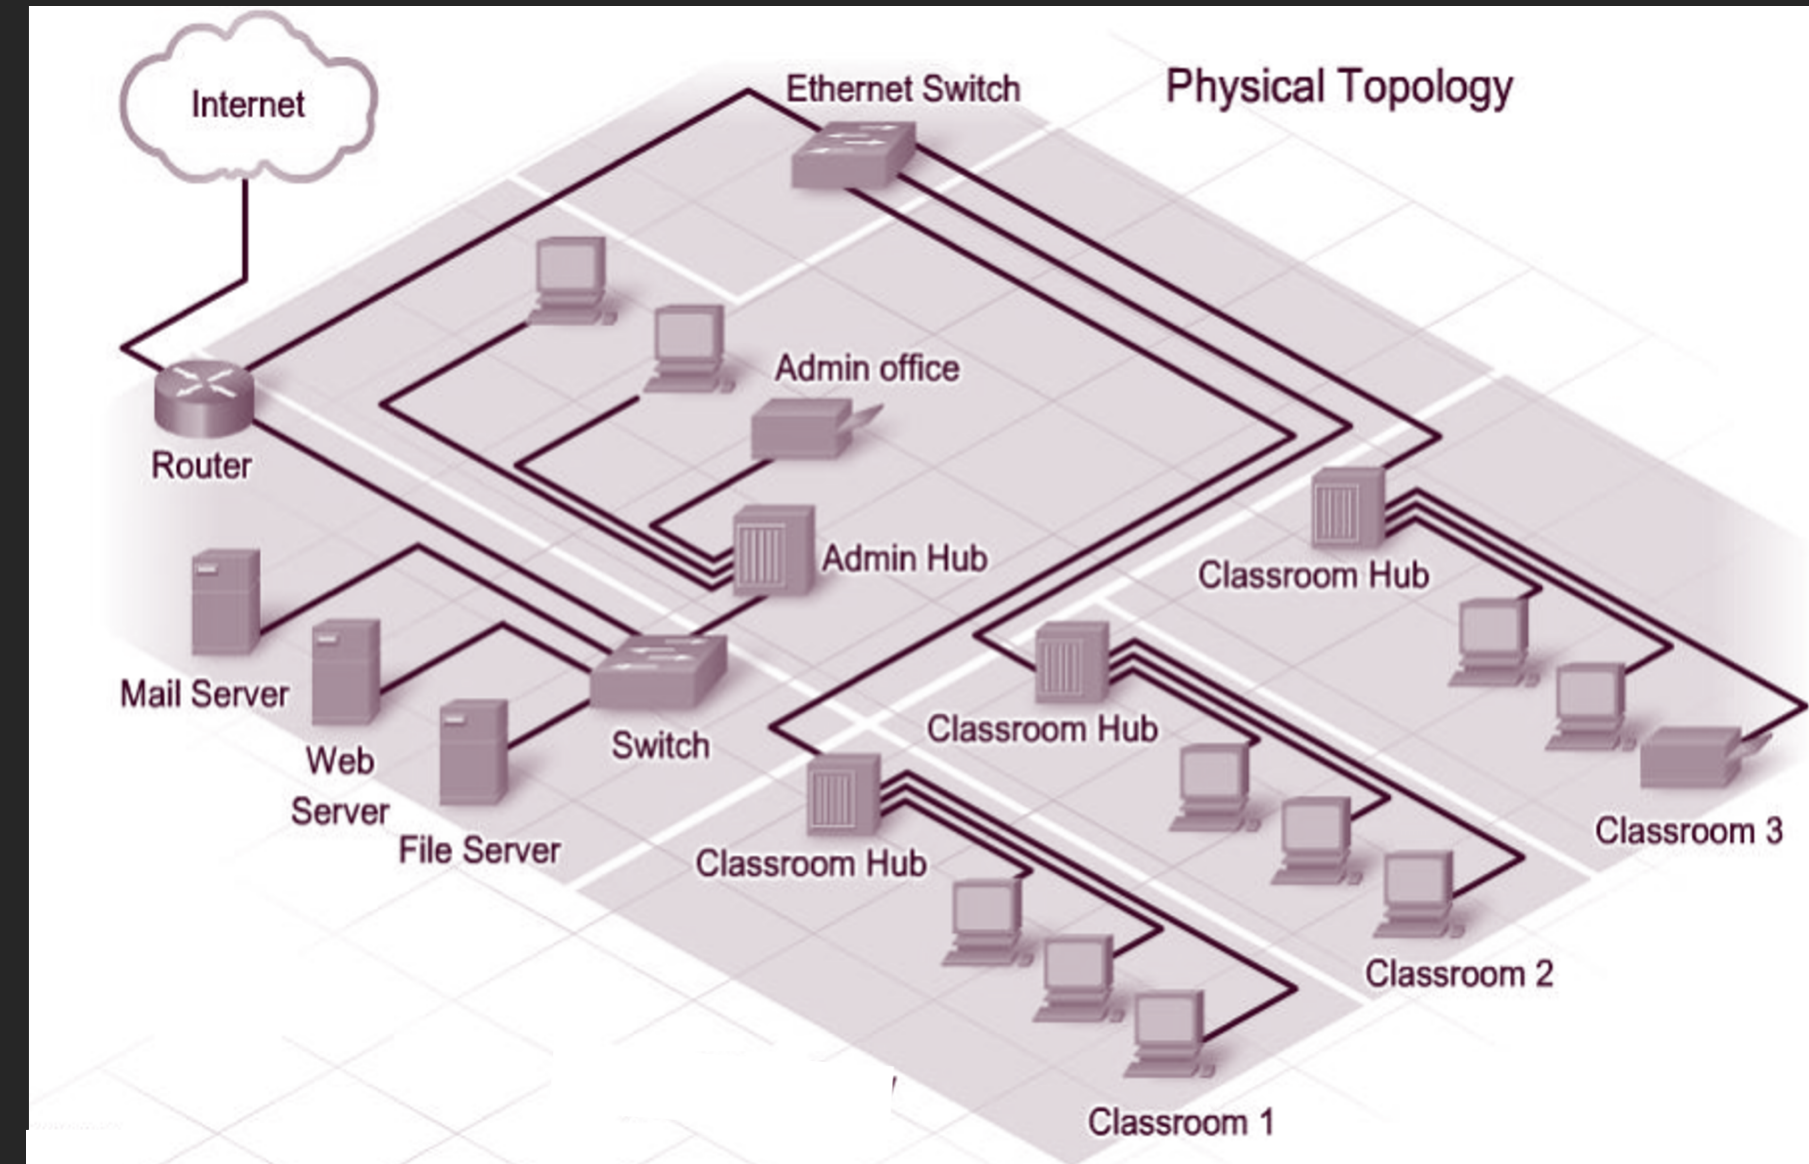 Physical Topology
Internet
Ethernet Switch
Router
Admin office
Admin Hub
Mail Server
Web
Server
File Server
Switch
Classroom Hub
Classroom Hub
Classroom Hub
Classroom 3
Classroom 2
Classroom 1